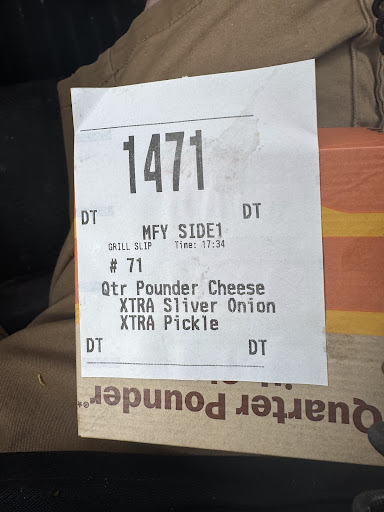 1471
DT DT
MFY SIDE1
GRILL SLIP Time: 17:34
# 71
Qtr Pounder Cheese
XTRA Sliver Onion
XTRA Pickle
DT DT
Quarter Pounder